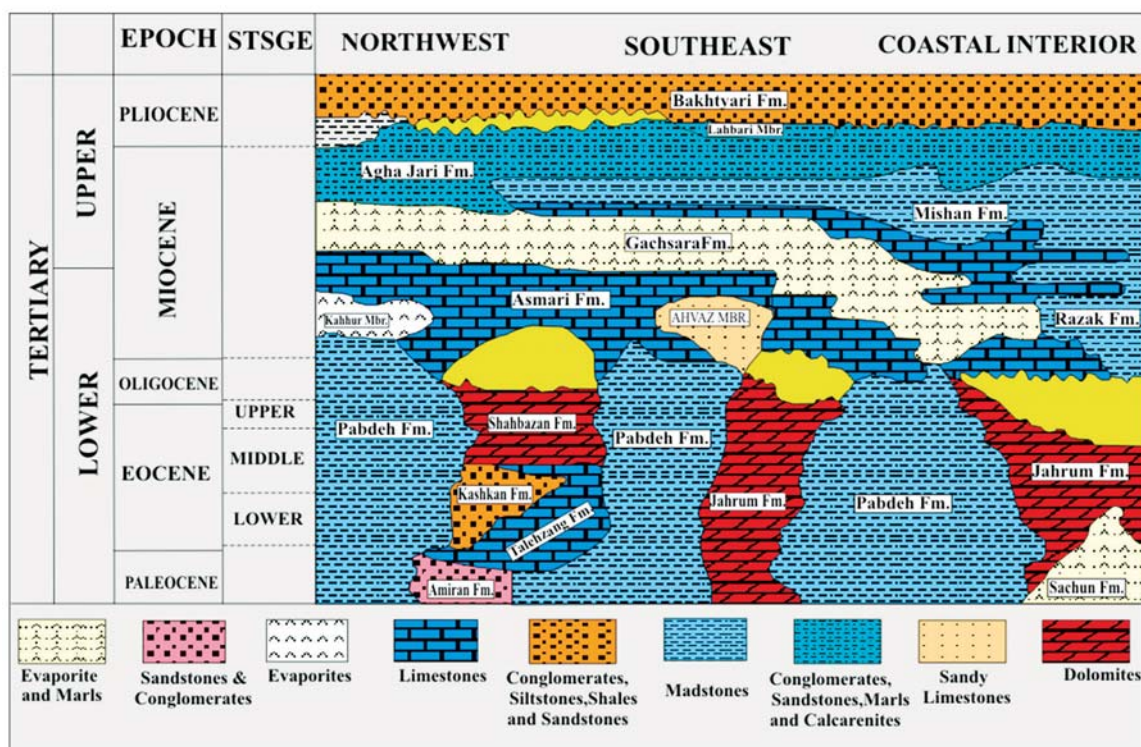 EPOCH STSGE NORTHWEST SOUTHEAST COASTAL INTERIOR
TERTIARY
UPPER
LOWER
PLIOCENE
MIOCENE
OLIGOCENE
EOCENE
PALEOCENE
UPPER
MIDDLE
LOWER
Bakhtyari Fm.
Lahbari Mbr.
Agha Jari Fm.
Mishan Fm.
GachsaraFm.
Asmari Fm.
Kahhur Mbr.
AHVAZ MBR.
Razak Fm.
Pabdeh Fm.
Shahbazan Fm.
Pabdeh Fm.
Kashkan Fm.
Talehzang Fm.
Jahrum Fm.
Pabdeh Fm.
Jahrum Fm.
Amiran Fm.
Sachun Fm.
Evaporite
and Marls
Sandstones &
Conglomerates
Evaporites
Limestones
Conglomerates,
Siltstones,Shales
and Sandstones
Madstones
Conglomerates,
Sandstones,Marls
and Calcarenites
Sandy
Limestones
Dolomites